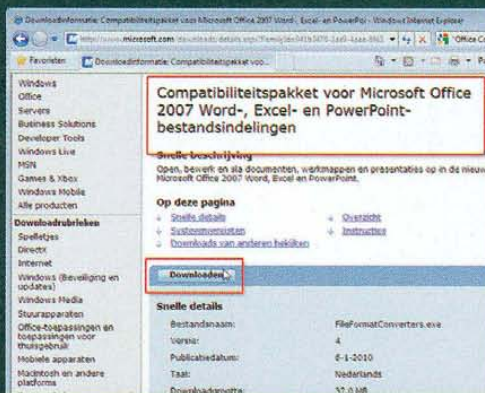 Downloadinformatie: Compatibiliteitspakket voor Microsoft Office 2007 Word-, Excel- en PowerPoi - Windows Internet Explorer
microsoft.com
Office C
Favorieten
Downloadinformatie: Compatibiliteitspakket voo...
Windows
Office
Servers
Business Solutions
Developer Tools
Windows Live
MSN
Games & Xbox
Windows Mobile
Alle producten
Downloadrubrieken
Spelletjes
DirectX
Internet
Windows (Beveiliging en
updates)
Windows Media
Stuurapparaten
Office-toepassingen en
toepassingen voor
thuisgebruik
Mobiele apparaten
Macintosh en andere
platforms
Compatibiliteitspakket voor Microsoft Office
2007 Word-, Excel- en PowerPoint-
bestandsindelingen
Snelle beschrijving
Open, bewerk en sla documenten, werkmappen en presentaties op in de nieuw
Microsoft Office 2007 Word, Excel en PowerPoint.
Op deze pagina
Snelle details
Overzicht
Systeemvereisten
Instructies
Downloads van anderen bekijken
Downloaden
Snelle details
Bestandsnaam: FileFormatConverters.exe
Versie: 4
Publicatiedatum: 6-1-2010
Taal: Nederlands
Downloadgrootte: 37.0 MB